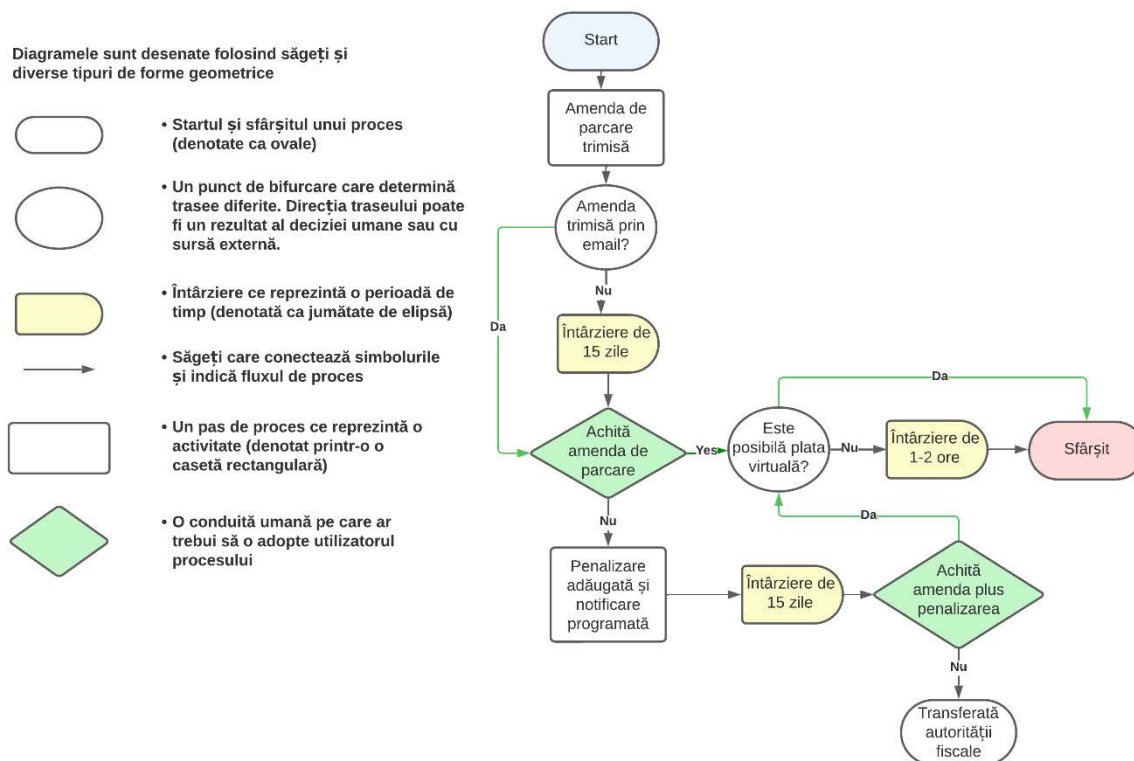 Diagramele sunt desenate folosind săgeți și
diverse tipuri de forme geometrice
• Startul și sfârșitul unui proces
(denotate ca ovale)
• Un punct de bifurcare care determină
trasee diferite. Direcția traseului poate
fi un rezultat al deciziei umane sau cu
sursă externă.
• Întârziere ce reprezintă o perioadă de
timp (denotată ca jumătate de elipsă)
• Săgeți care conectează simbolurile
și indică fluxul de proces
• Un pas de proces ce reprezintă o
activitate (denotat printr-o o
casetă rectangulară)
• O conduită umană pe care ar
trebui să o adopte utilizatorul
procesului
Start
Amenda de
parcare
trimisă
Amenda
trimisă prin
email?
Nu
Da
Întârziere de
15 zile
Achită
amenda de
parcare
Yes
Este
posibilă plata
virtuală?
Da
Nu
Întârziere de
1-2 ore
Sfârșit
Nu
Penalizare
adăugată și
notificare
programată
Întârziere de
15 zile
Da
Achită
amenda plus
penalizarea
Nu
Transferată
autorității
fiscale